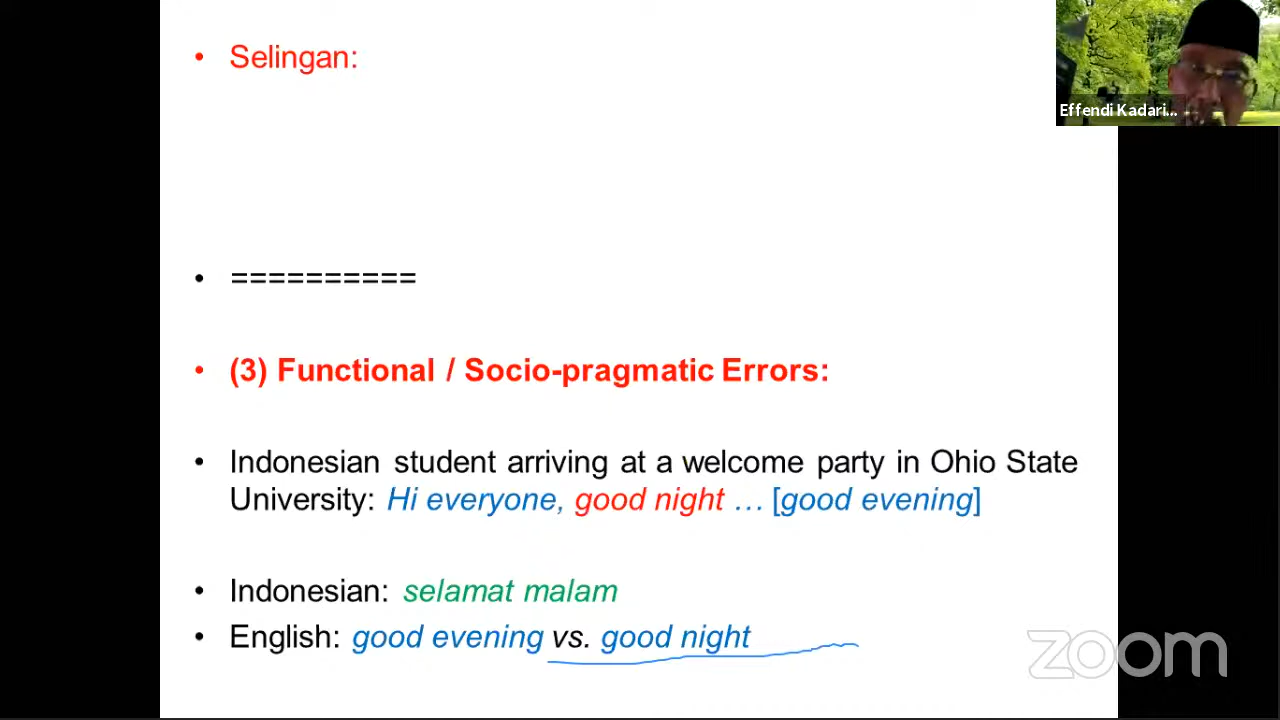 • Selingan:
Effendi Kadari...
• ==========
• (3) Functional / Socio-pragmatic Errors:
• Indonesian student arriving at a welcome party in Ohio State
University: Hi everyone, good night … [good evening]
• Indonesian: selamat malam
• English: good evening vs. good night
zoom